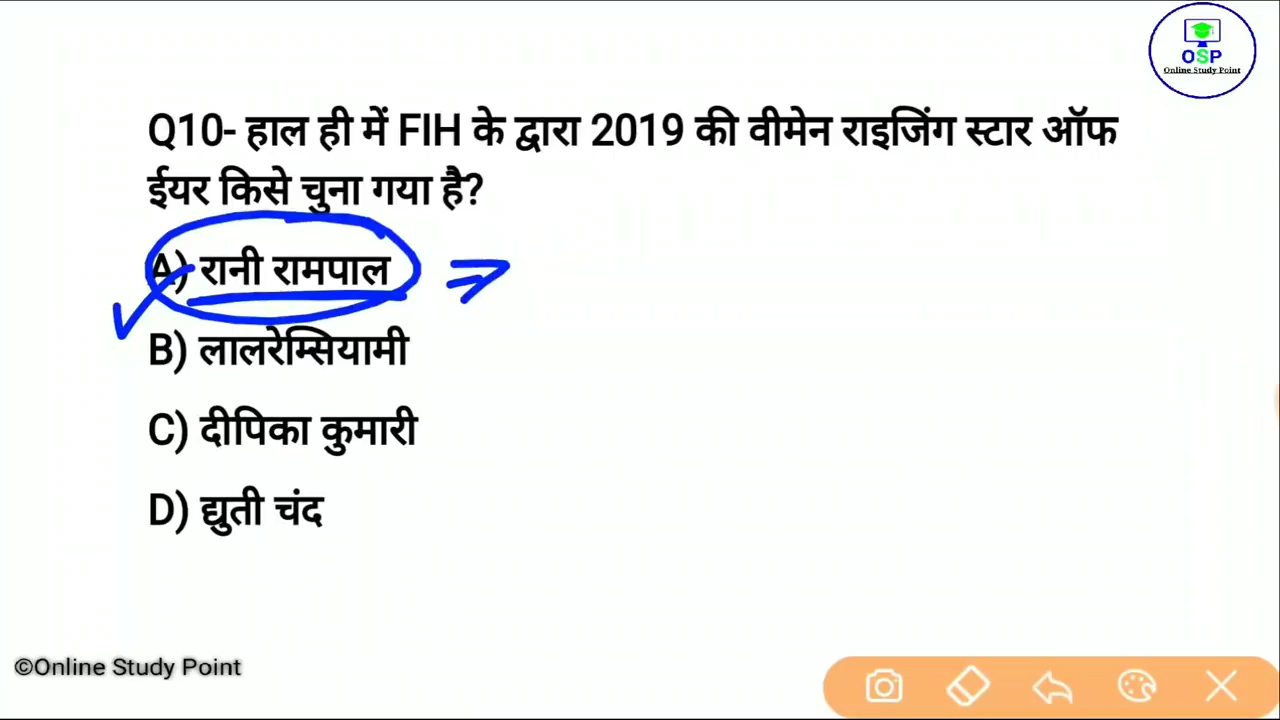 OSP
Online Study Point
Q10- हाल ही में FIH के द्वारा 2019 की वीमेन राइजिंग स्टार ऑफ
ईयर किसे चुना गया है?
A) रानी रामपाल
B) लालरेम्सियामी
C) दीपिका कुमारी
D) द्युती चंद
©Online Study Point